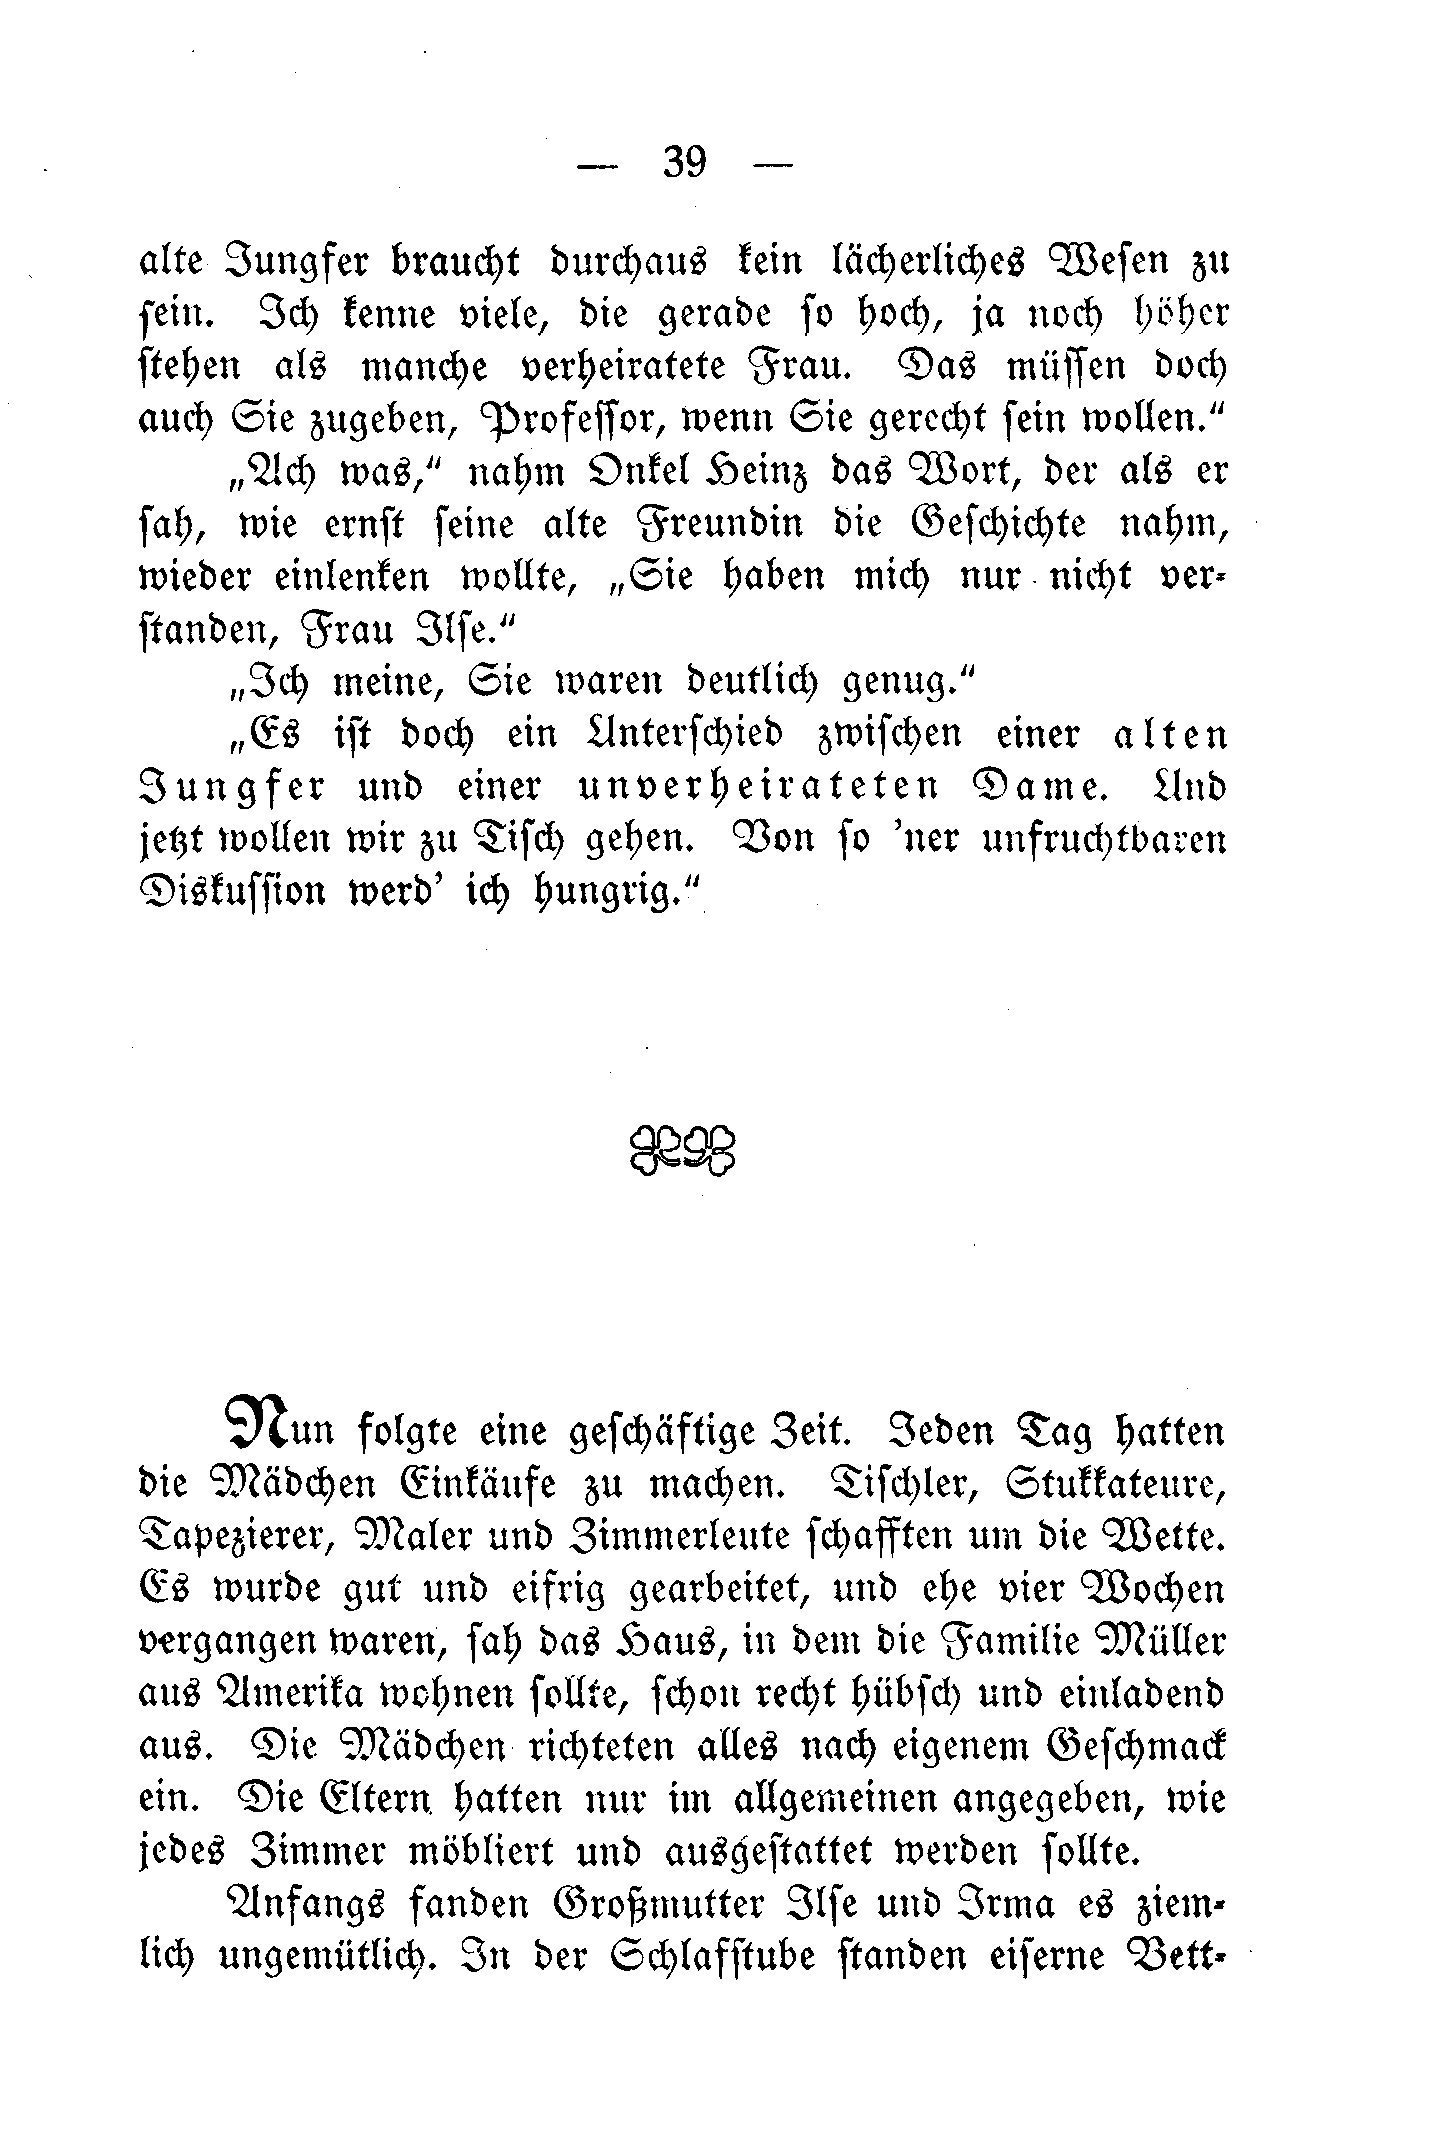 — 39 —
alte Jungfer braucht durchaus kein lächerliches Wesen zu
sein. Ich kenne viele, die gerade so hoch, ja noch höher
stehen als manche verheiratete Frau. Das müssen doch
auch Sie zugeben, Professor, wenn Sie gerecht sein wollen.“
„Ach was,“ nahm Onkel Heinz das Wort, der als er
sah, wie ernst seine alte Freundin die Geschichte nahm,
wieder einlenken wollte, „Sie haben mich nur nicht ver-
standen, Frau Ilse.“
„Ich meine, Sie waren deutlich genug.“
„Es ist doch ein Unterschied zwischen einer alten
Jungfer und einer unverheirateten Dame. Und
jetzt wollen wir zu Tisch gehen. Von so ’ner unfruchtbaren
Diskussion werd’ ich hungrig.“
Nun folgte eine geschäftige Zeit. Jeden Tag hatten
die Mädchen Einkäufe zu machen. Tischler, Stukkateure,
Tapezierer, Maler und Zimmerleute schafften um die Wette.
Es wurde gut und eifrig gearbeitet, und ehe vier Wochen
vergangen waren, sah das Haus, in dem die Familie Müller
aus Amerika wohnen sollte, schon recht hübsch und einladend
aus. Die Mädchen richteten alles nach eigenem Geschmack
ein. Die Eltern hatten nur im allgemeinen angegeben, wie
jedes Zimmer möbliert und ausgestattet werden sollte.
Anfangs fanden Großmutter Ilse und Irma es ziem-
lich ungemütlich. In der Schlafstube standen eiserne Bett-